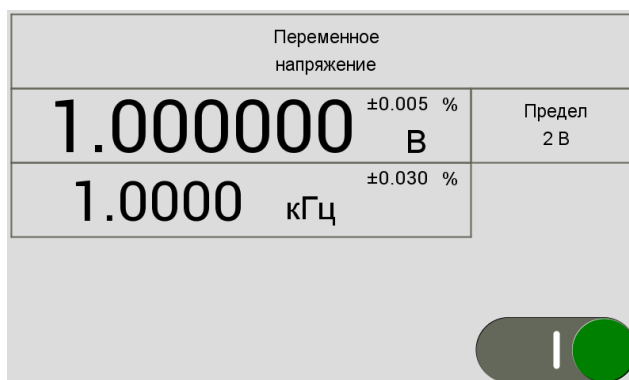 Переменное
напряжение
1.000000 ±0.005 % В
Предел
2 В
1.0000 кГц ±0.030 %